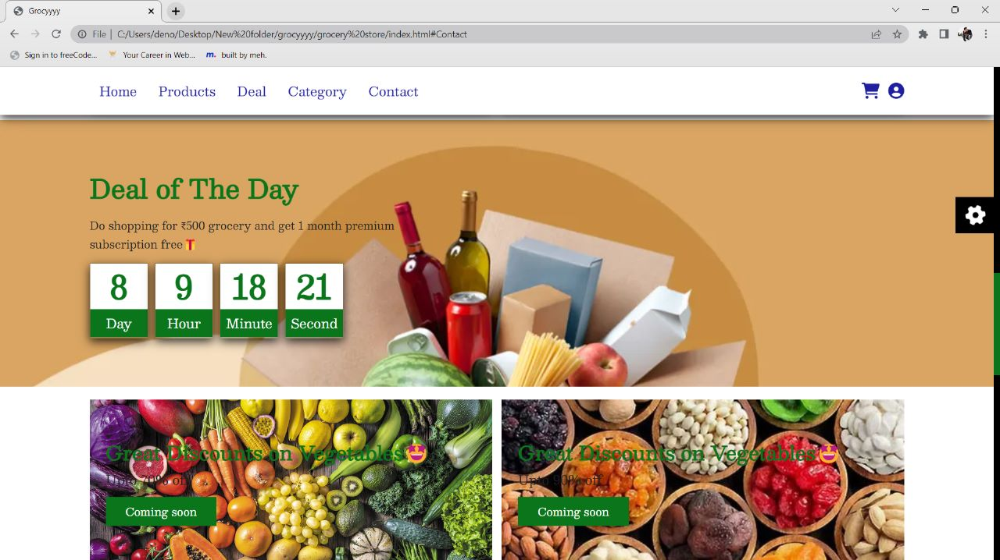 Grocyyyy
File | C:/Users/deno/Desktop/New%20folder/grocyyyy/grocery%20store/index.html#Contact
Sign in to freeCode... Your Career in Web... m. built by meh.
Home Products Deal Category Contact
Deal of The Day
Do shopping for ₹500 grocery and get 1 month premium
subscription free
8 9 18 21
Day Hour Minute Second
Great Discounts on Vegetables🤩 Great Discounts on Vegetables🤩
Upto 70% off Upto 90% off
Coming soon Coming soon